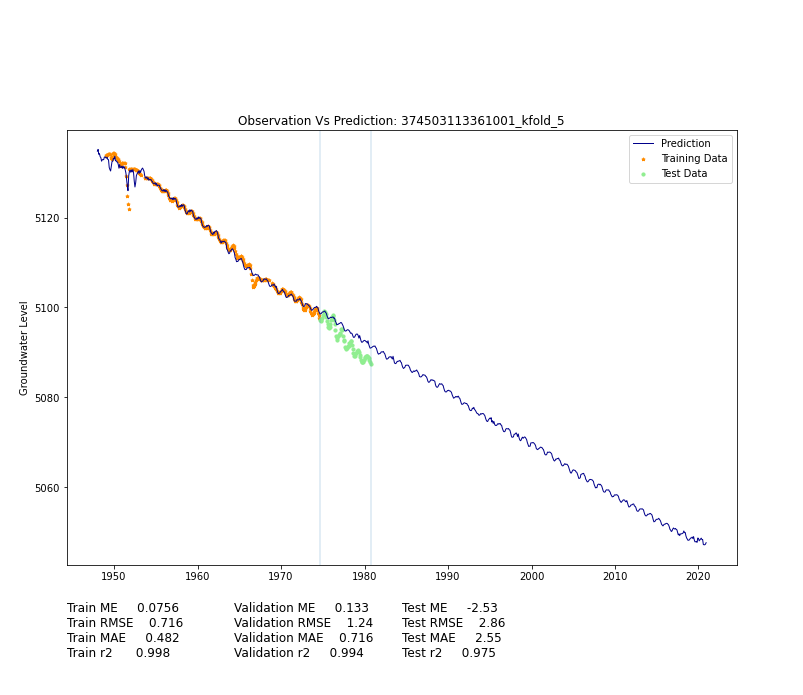 Observation Vs Prediction: 374503113361001_kfold_5
Prediction
Training Data
Test Data
Groundwater Level
5120
5100
5080
5060
1950 1960 1970 1980 1990 2000 2010 2020
Train ME 0.0756 Validation ME 0.133 Test ME -2.53
Train RMSE 0.716 Validation RMSE 1.24 Test RMSE 2.86
Train MAE 0.482 Validation MAE 0.716 Test MAE 2.55
Train r2 0.998 Validation r2 0.994 Test r2 0.975